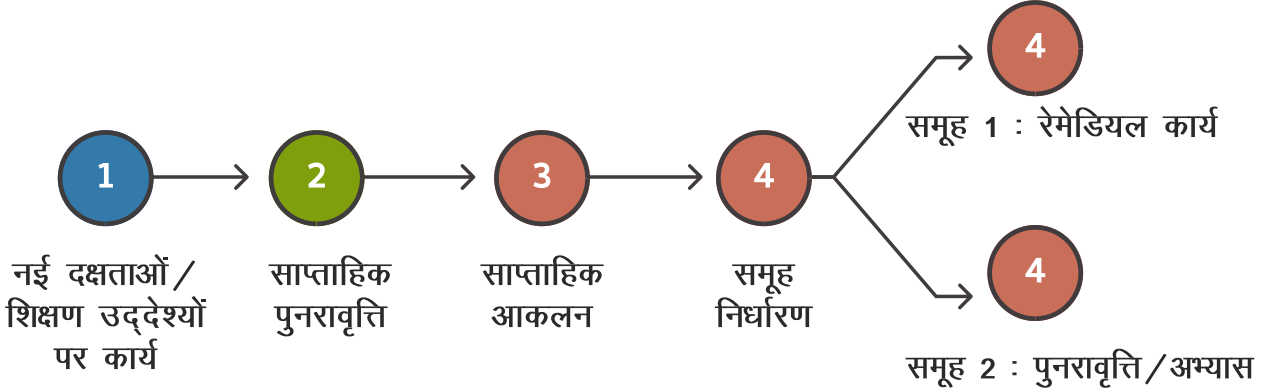 1
नई दक्षताओं/
शिक्षण उद्देश्यों
पर कार्य
2
साप्ताहिक
पुनरावृत्ति
3
साप्ताहिक
आकलन
4
समूह
निर्धारण
4
समूह 1 : रेमेडियल कार्य
4
समूह 2 : पुनरावृत्ति/अभ्यास